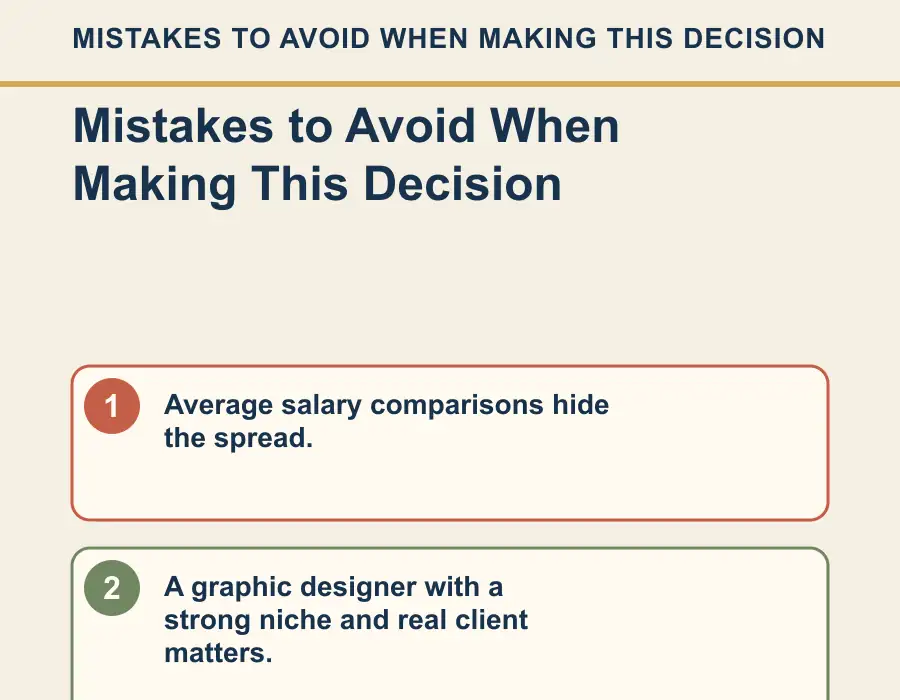 MISTAKES TO AVOID WHEN MAKING THIS DECISION
Mistakes to Avoid When
Making This Decision
1
Average salary comparisons hide
the spread.
2
A graphic designer with a
strong niche and real client
matters.